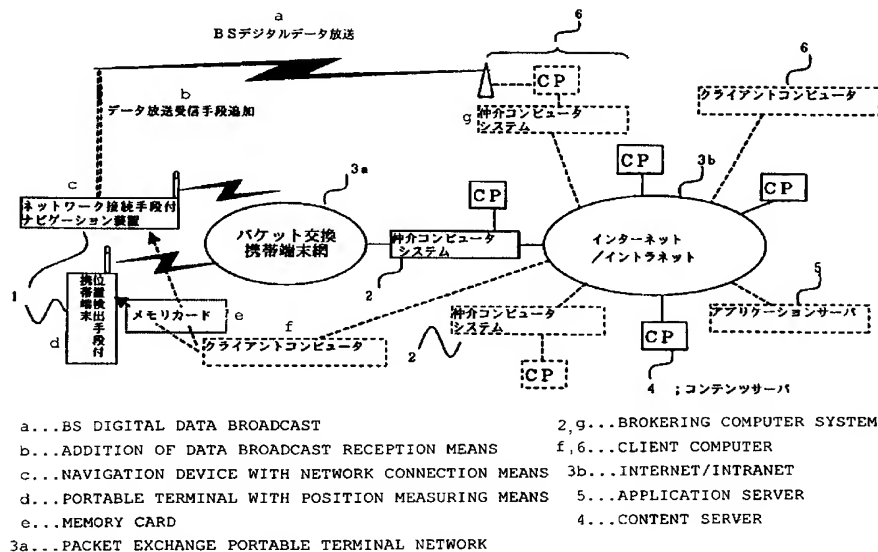 a
BSデジタルデータ放送
b
データ放送受信手段追加
6
CP
g
仲介コンピュータ
システム
6
クライアントコンピュータ
c
ネットワーク接続手段付
ナビゲーション装置
3a
パケット交換
携帯端末網
CP
仲介コンピュータ
システム
2
CP
3b
CP
インターネット
/イントラネット
1
位置検出手段付
携帯端末
d
メモリカード
e
f
クライアントコンピュータ
2
仲介コンピュータ
システム
CP
5
アプリケーションサーバ
CP
4 ;コンテンツサーバ
a...BS DIGITAL DATA BROADCAST
b...ADDITION OF DATA BROADCAST RECEPTION MEANS
c...NAVIGATION DEVICE WITH NETWORK CONNECTION MEANS
d...PORTABLE TERMINAL WITH POSITION MEASURING MEANS
e...MEMORY CARD
3a...PACKET EXCHANGE PORTABLE TERMINAL NETWORK
2,g...BROKERING COMPUTER SYSTEM
f,6...CLIENT COMPUTER
3b...INTERNET/INTRANET
5...APPLICATION SERVER
4...CONTENT SERVER